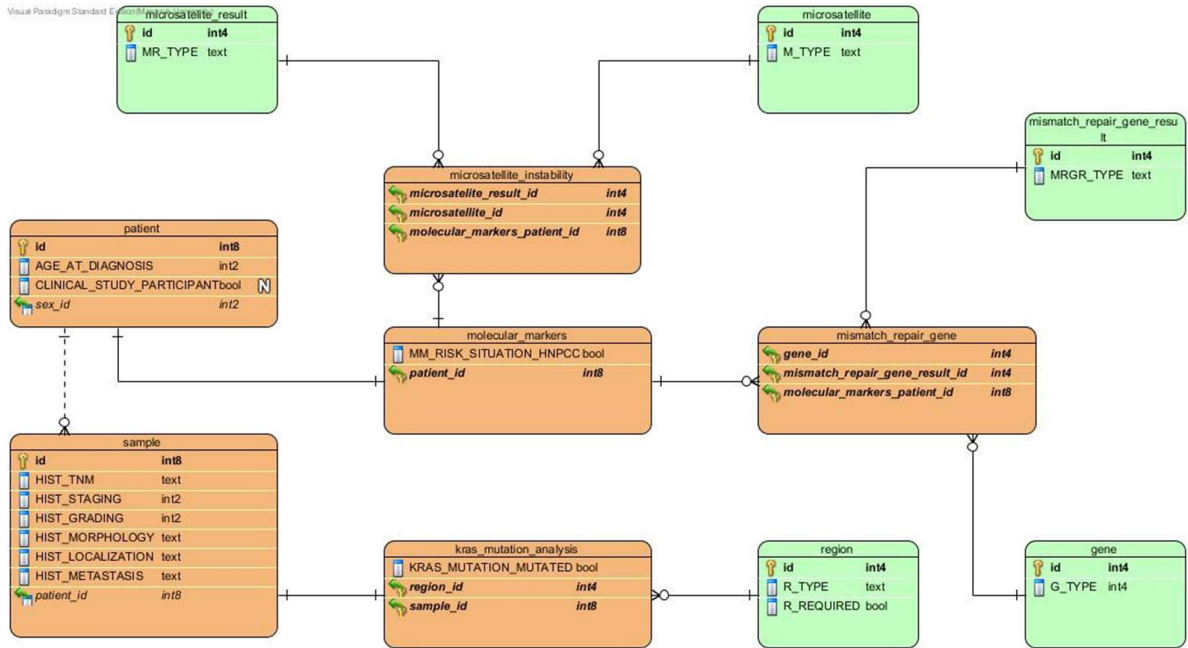 Visual Paradigm Standard Edition(Masaryk University)
microsatelite_result
id int4
MR_TYPE text
microsatellite
id int4
M_TYPE text
mismatch_repair_gene_resu
lt
id int4
MRGR_TYPE text
microsatellite_instability
microsatelite_result_id int4
microsatellite_id int4
molecular_markers_patient_id int8
patient
id int8
AGE_AT_DIAGNOSIS int2
CLINICAL_STUDY_PARTICIPANT bool N
sex_id int2
molecular_markers
MM_RISK_SITUATION_HNPCC bool
patient_id int8
mismatch_repair_gene
gene_id int4
mismatch_repair_gene_result_id int4
molecular_markers_patient_id int8
sample
id int8
HIST_TNM text
HIST_STAGING int2
HIST_GRADING int2
HIST_MORPHOLOGY text
HIST_LOCALIZATION text
HIST_METASTASIS text
patient_id int8
kras_mutation_analysis
KRAS_MUTATION_MUTATED bool
region_id int4
sample_id int8
region
id int4
R_TYPE text
R_REQUIRED bool
gene
id int4
G_TYPE int4